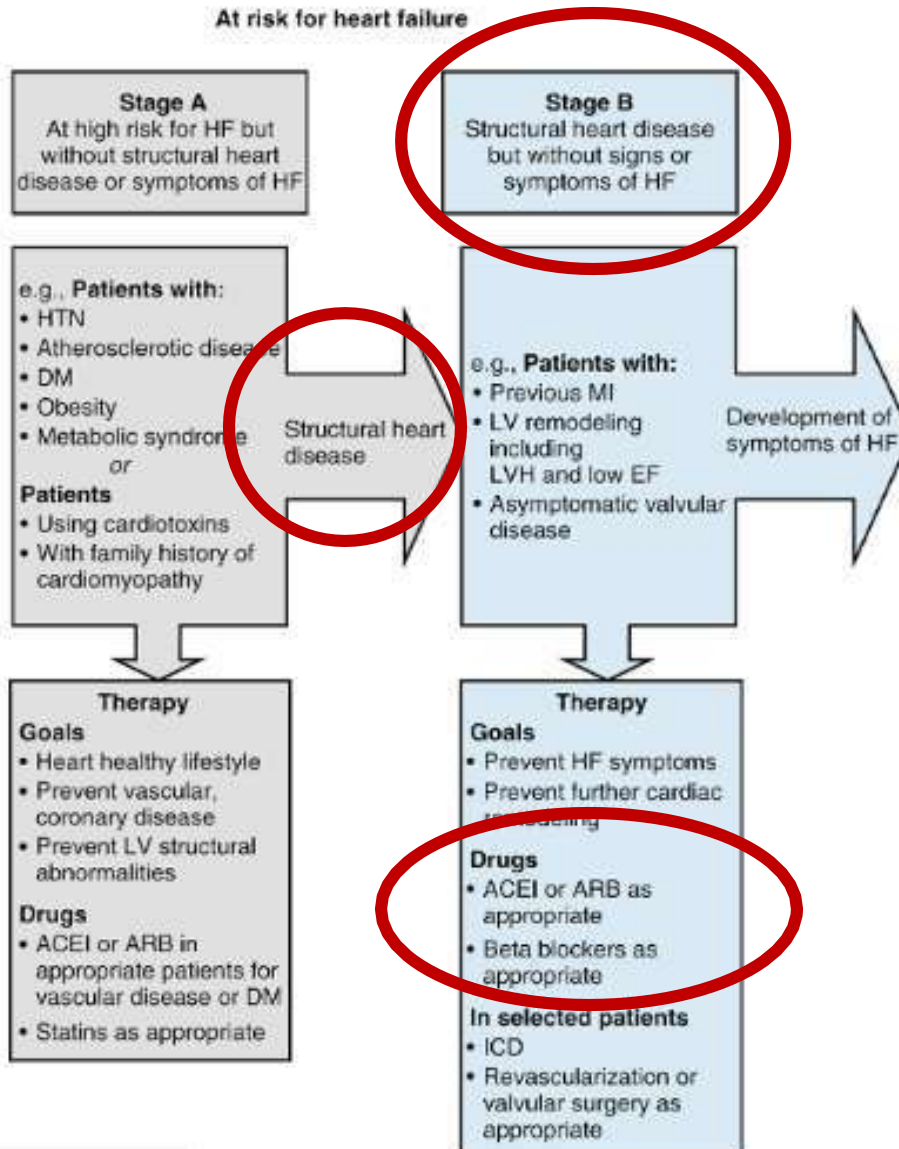 At risk for heart failure
Stage A
At high risk for HF but
without structural heart
disease or symptoms of HF
e.g., Patients with:
• HTN
• Atherosclerotic disease
• DM
• Obesity
• Metabolic syndrome
or
Patients
• Using cardiotoxins
• With family history of
cardiomyopathy
Structural heart
disease
Therapy
Goals
• Heart healthy lifestyle
• Prevent vascular,
coronary disease
• Prevent LV structural
abnormalities
Drugs
• ACEI or ARB in
appropriate patients for
vascular disease or DM
• Statins as appropriate
Stage B
Structural heart disease
but without signs or
symptoms of HF
e.g., Patients with:
• Previous MI
• LV remodeling
including
LVH and low EF
• Asymptomatic valvular
disease
Development of
symptoms of HF
Therapy
Goals
• Prevent HF symptoms
• Prevent further cardiac
remodeling
Drugs
• ACEI or ARB as
appropriate
• Beta blockers as
appropriate
In selected patients
• ICD
• Revascularization or
valvular surgery as
appropriate